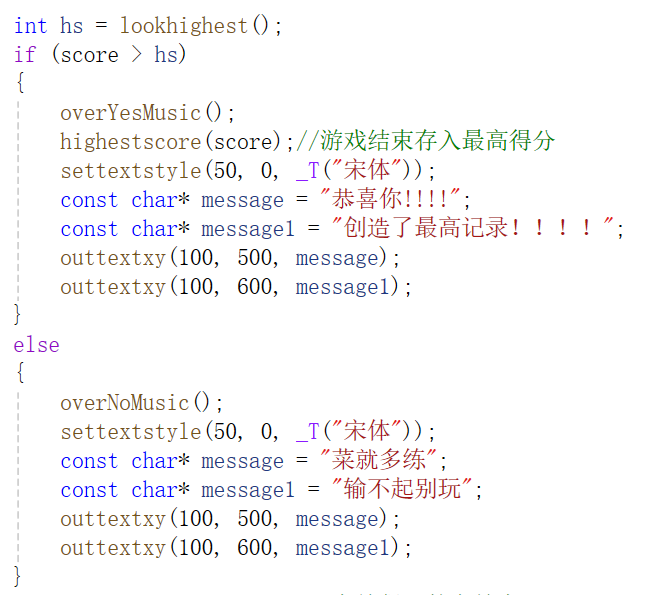 int hs = lookhighest();
if (score > hs)
{
    overYesMusic();
    highestscore(score);//游戏结束存入最高得分
    settextstyle(50, 0, _T("宋体"));
    const char* message = "恭喜你!!!!";
    const char* message1 = "创造了最高记录！！！！";
    outtextxy(100, 500, message);
    outtextxy(100, 600, message1);
}
else
{
    overNoMusic();
    settextstyle(50, 0, _T("宋体"));
    const char* message = "菜就多练";
    const char* message1 = "输不起别玩";
    outtextxy(100, 500, message);
    outtextxy(100, 600, message1);
}